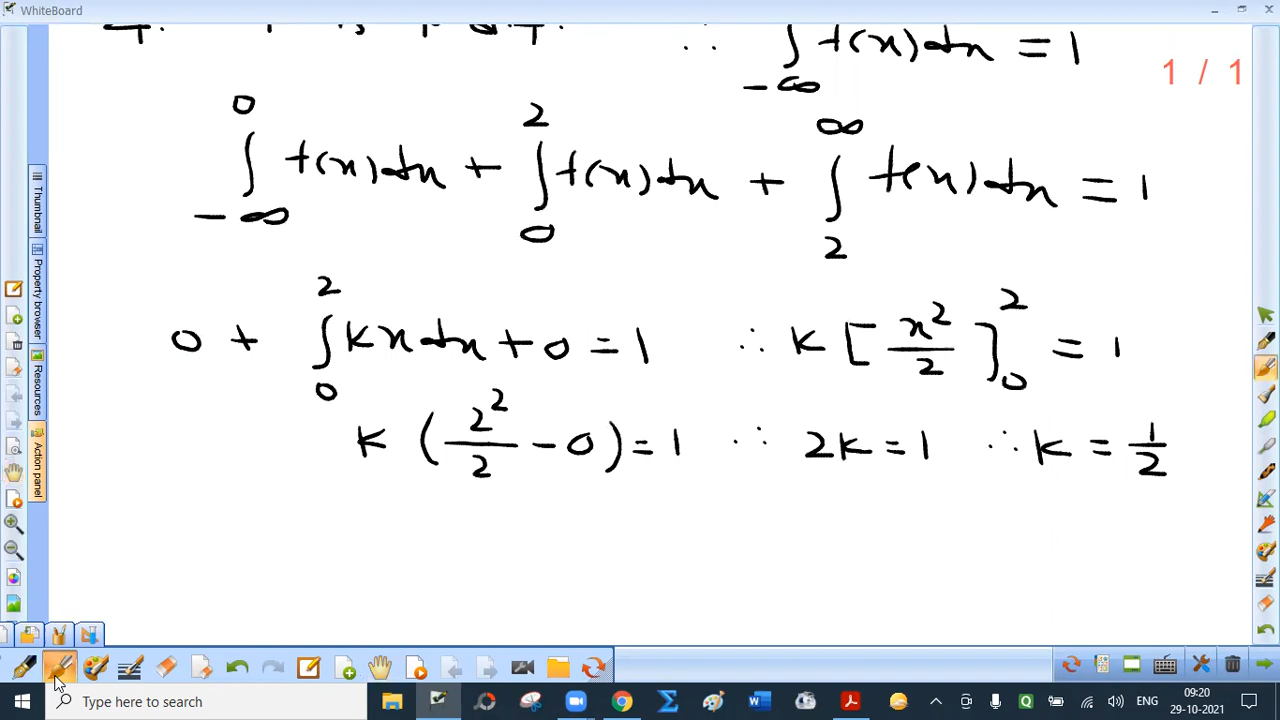 WhiteBoard
∴ ∫_{-∞} f(x)dx = 1
1 / 1
∫_{-∞}^{0} f(x)dx + ∫_{0}^{2} f(x)dx + ∫_{2}^{∞} f(x)dx = 1
0 + ∫_{0}^{2} kx dx + 0 = 1 ∴ k [x²/2]_{0}^{2} = 1
k (2²/2 - 0) = 1 ∴ 2k = 1 ∴ k = 1/2
Thumbnail
Property browser
Resources
Action panel
Type here to search
ENG
09:20
29-10-2021